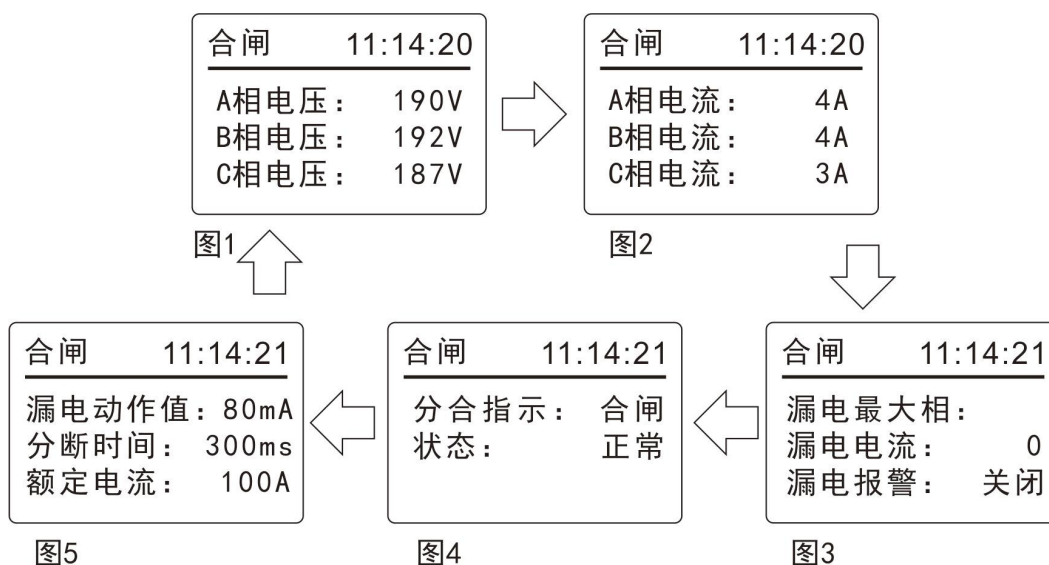 合闸 11:14:20
A相电压： 190V
B相电压： 192V
C相电压： 187V
图1
合闸 11:14:20
A相电流： 4A
B相电流： 4A
C相电流： 3A
图2
合闸 11:14:21
漏电最大相：
漏电电流： 0
漏电报警： 关闭
图3
合闸 11:14:21
分合指示： 合闸
状态： 正常
图4
合闸 11:14:21
漏电动作值：80mA
分断时间： 300ms
额定电流： 100A
图5